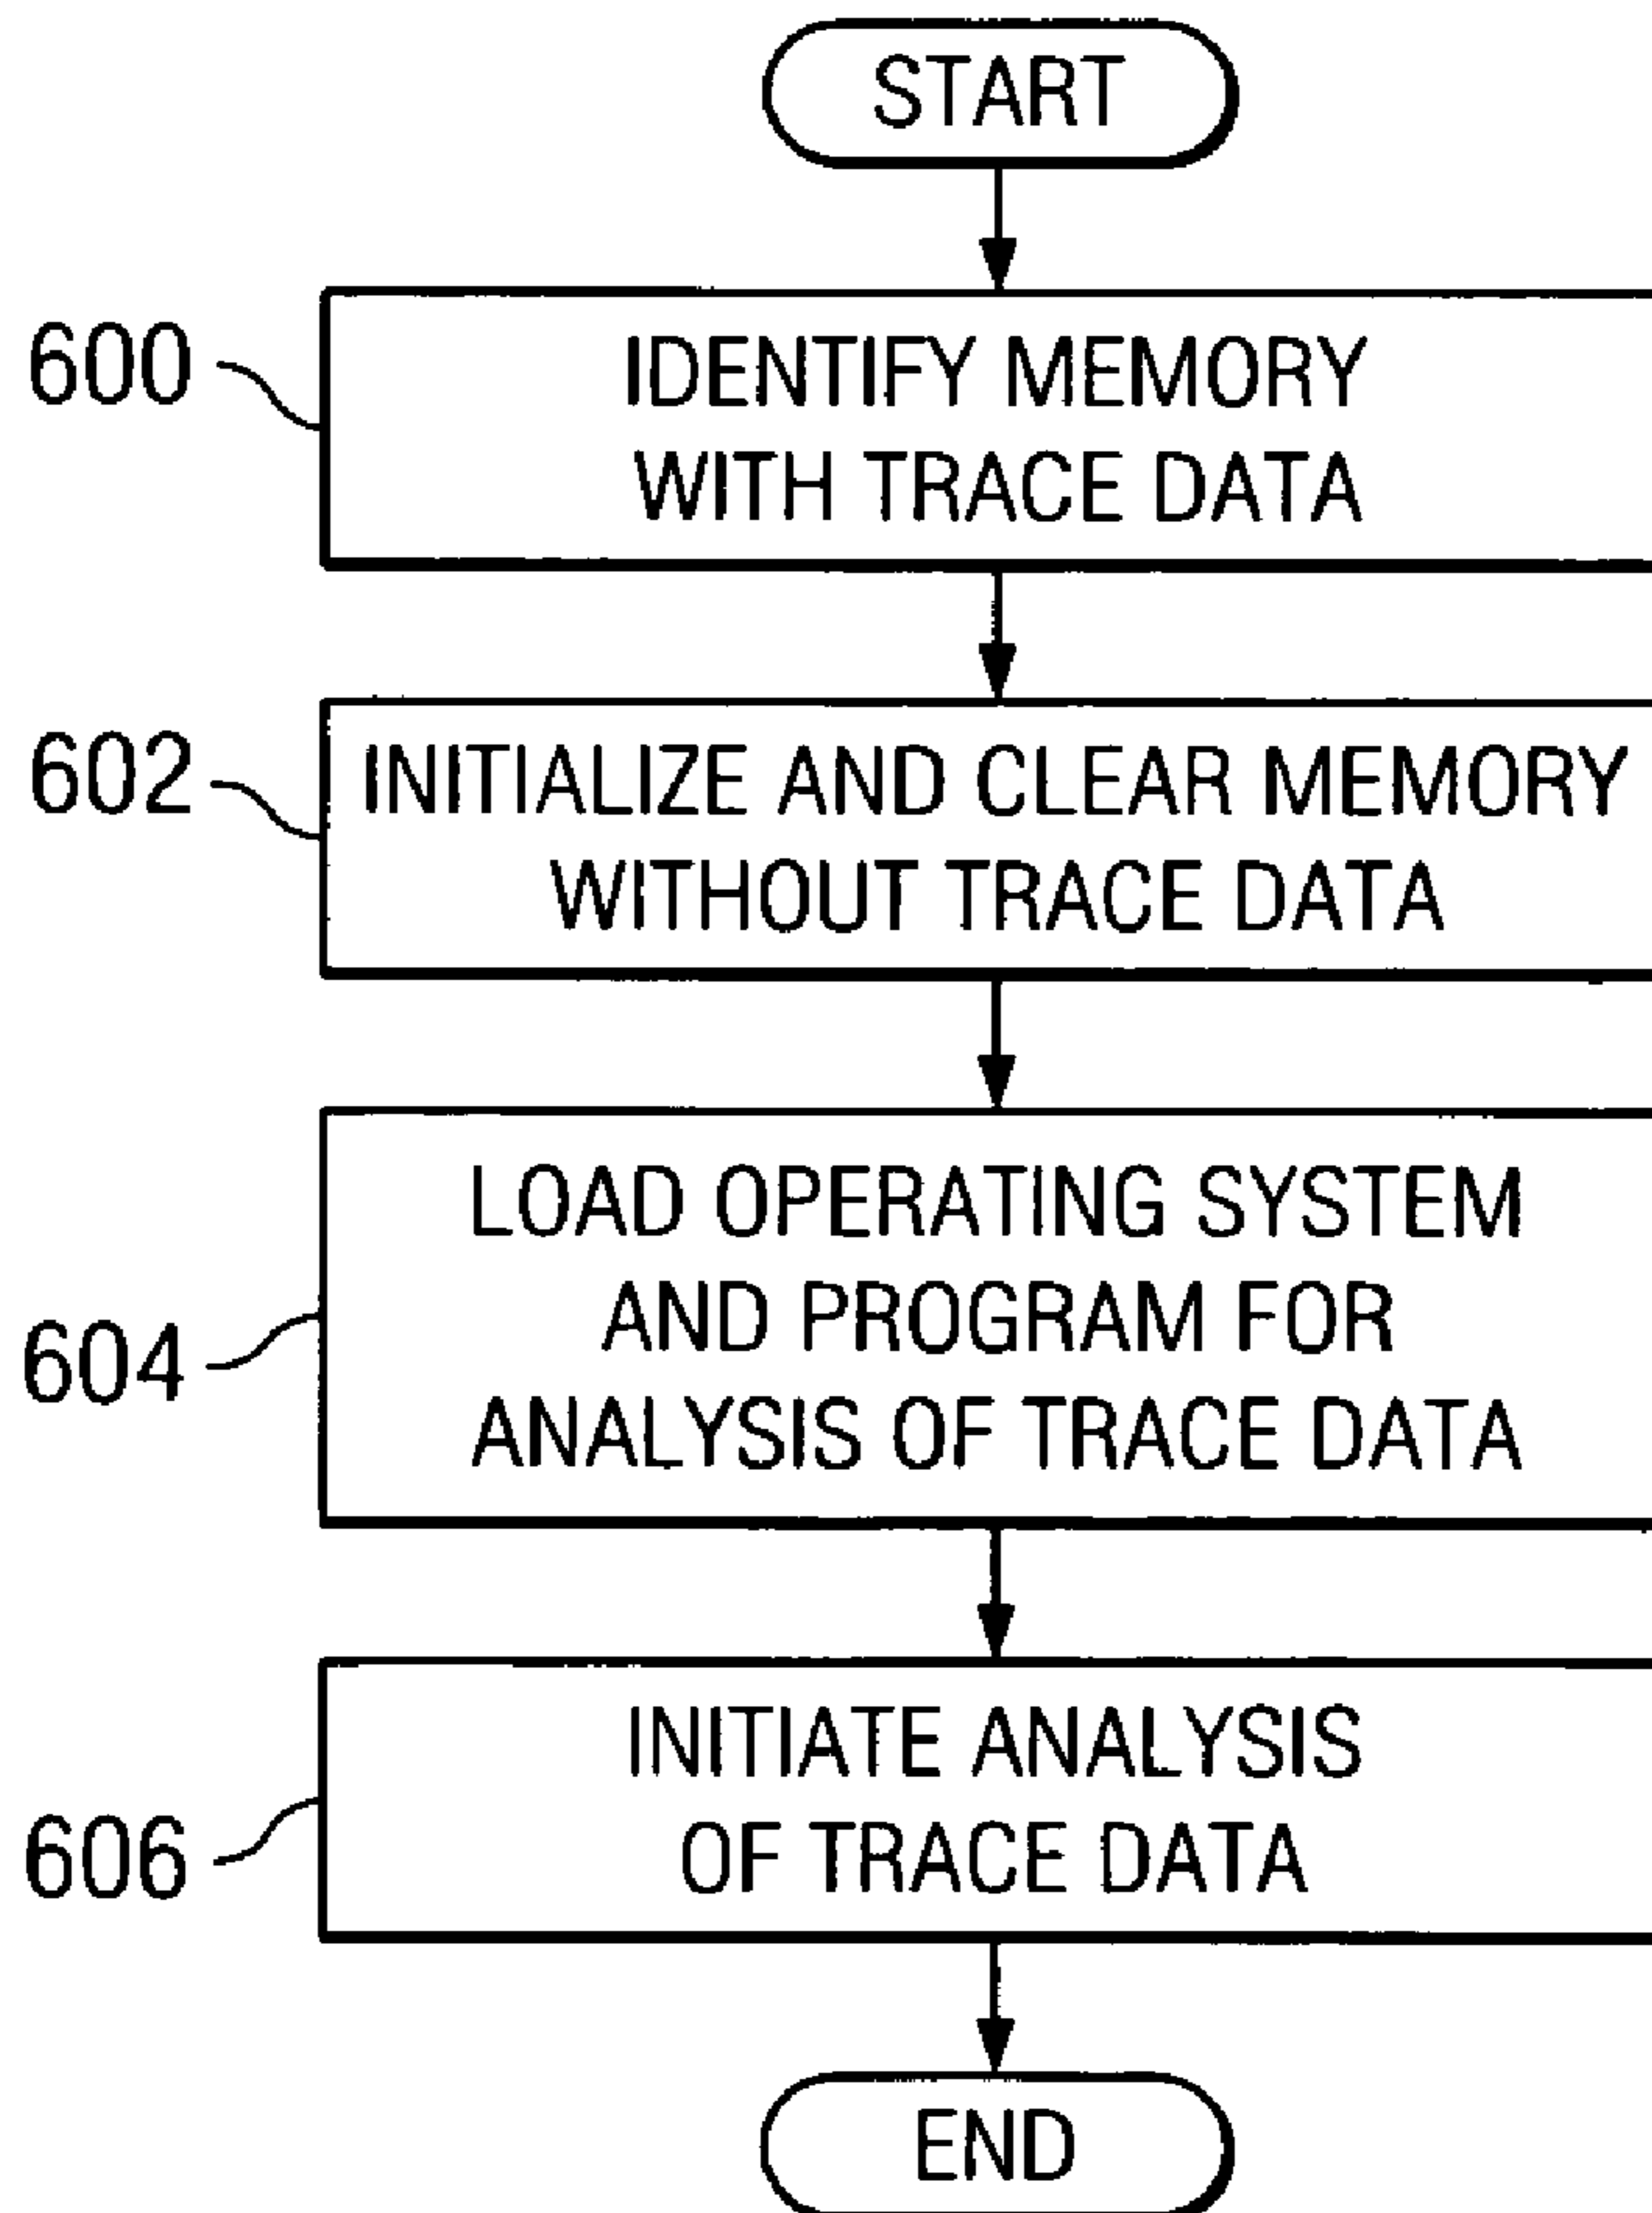 START
600
IDENTIFY MEMORY
WITH TRACE DATA
602
INITIALIZE AND CLEAR MEMORY
WITHOUT TRACE DATA
LOAD OPERATING SYSTEM
AND PROGRAM FOR
604
ANALYSIS OF TRACE DATA
INITIATE ANALYSIS
606
OF TRACE DATA
END